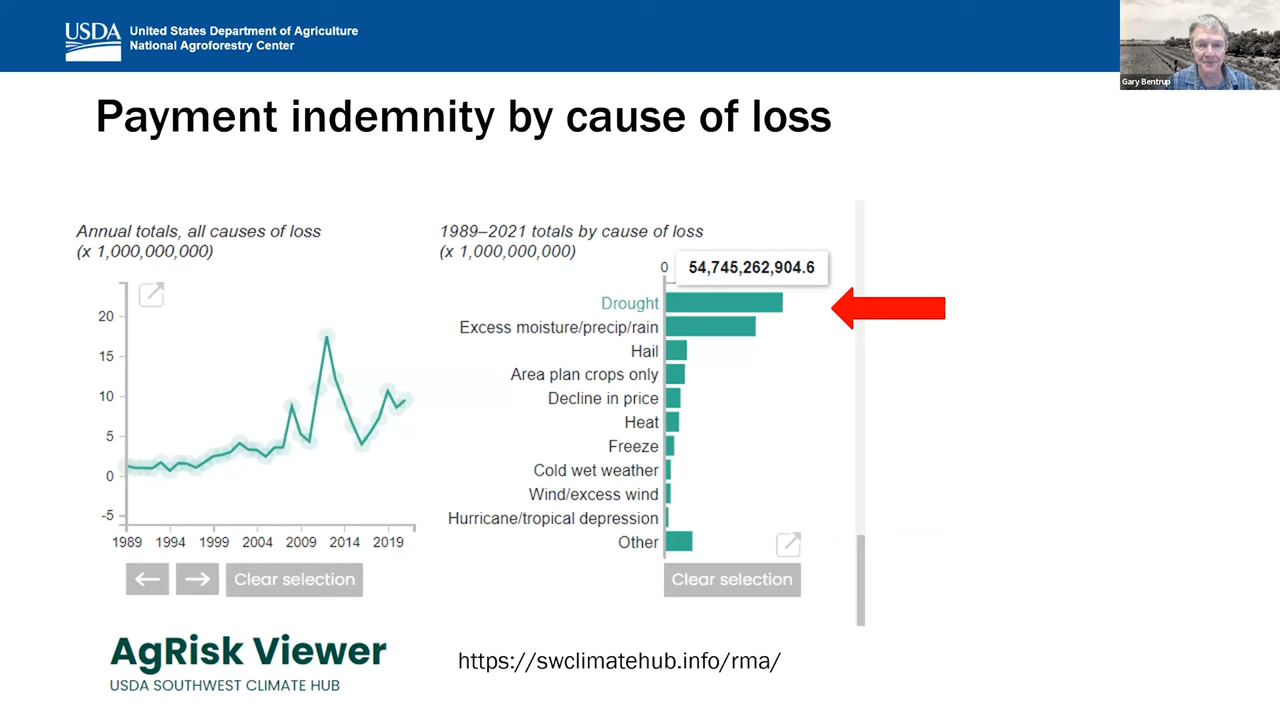 USDA
United States Department of Agriculture
National Agroforestry Center
Gary Bentrup
Payment indemnity by cause of loss
Annual totals, all causes of loss
(x 1,000,000,000)
20
15
10
5
0
-5
1989 1994 1999 2004 2009 2014 2019
Clear selection
1989–2021 totals by cause of loss
(x 1,000,000,000)
0
54,745,262,904.6
Drought
Excess moisture/precip/rain
Hail
Area plan crops only
Decline in price
Heat
Freeze
Cold wet weather
Wind/excess wind
Hurricane/tropical depression
Other
Clear selection
AgRisk Viewer
USDA SOUTHWEST CLIMATE HUB
https://swclimatehub.info/rma/